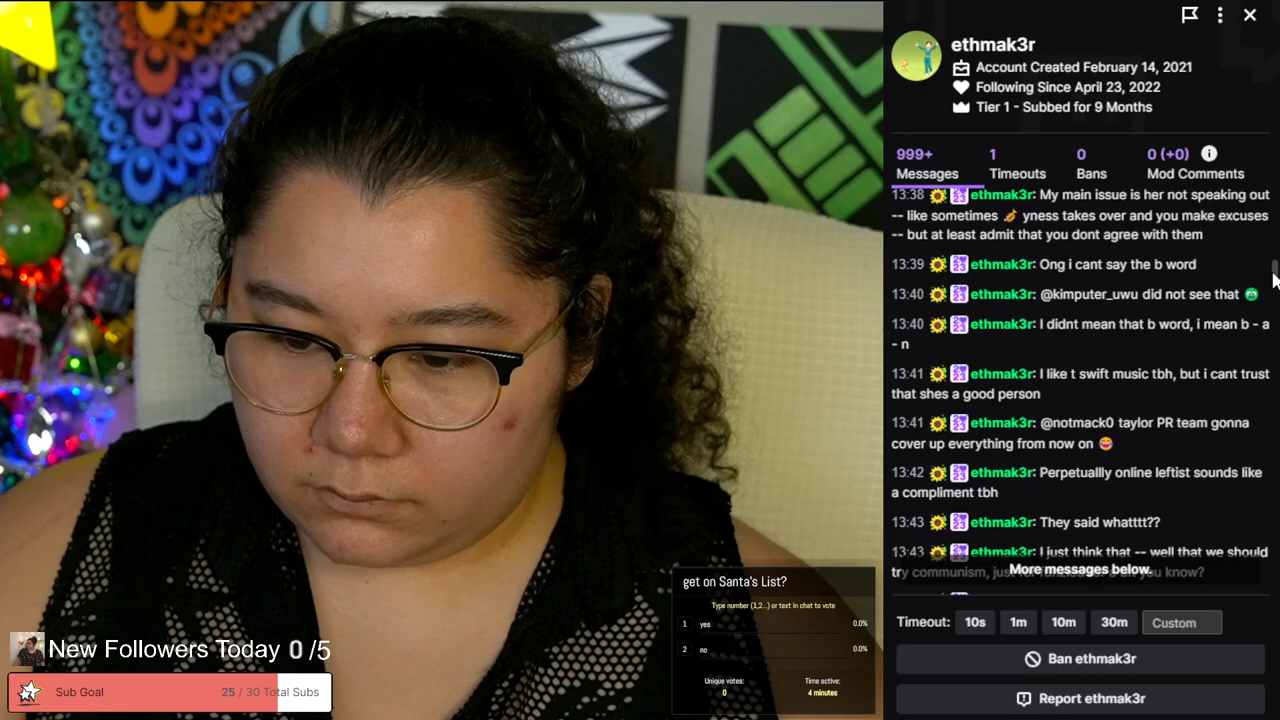 ethmak3r
Account Created February 14, 2021
Following Since April 23, 2022
Tier 1 - Subbed for 9 Months
999+ 1 0 0 (+0)
Messages Timeouts Bans Mod Comments
13:38 ethmak3r: My main issue is her not speaking out
-- like sometimes yness takes over and you make excuses
-- but at least admit that you dont agree with them
13:39 ethmak3r: Ong i cant say the b word
13:40 ethmak3r: @kimputer_uwu did not see that
13:40 ethmak3r: I didnt mean that b word, i mean b - a
- n
13:41 ethmak3r: I like t swift music tbh, but i cant trust
that shes a good person
13:41 ethmak3r: @notmack0 taylor PR team gonna
cover up everything from now on
13:42 ethmak3r: Perpetuallly online leftist sounds like
a compliment tbh
13:43 ethmak3r: They said whatttt??
13:43 ethmak3r: I just think that -- well that we should
try communism, just you know?
More messages below.
Timeout: 10s 1m 10m 30m Custom
Ban ethmak3r
Report ethmak3r
get on Santa's List?
Type number (1,2...) or text in chat to vote
1 yes 0.0%
2 no 0.0%
Unique votes: Time active:
0 4 minutes
New Followers Today 0 /5
Sub Goal 25 / 30 Total Subs